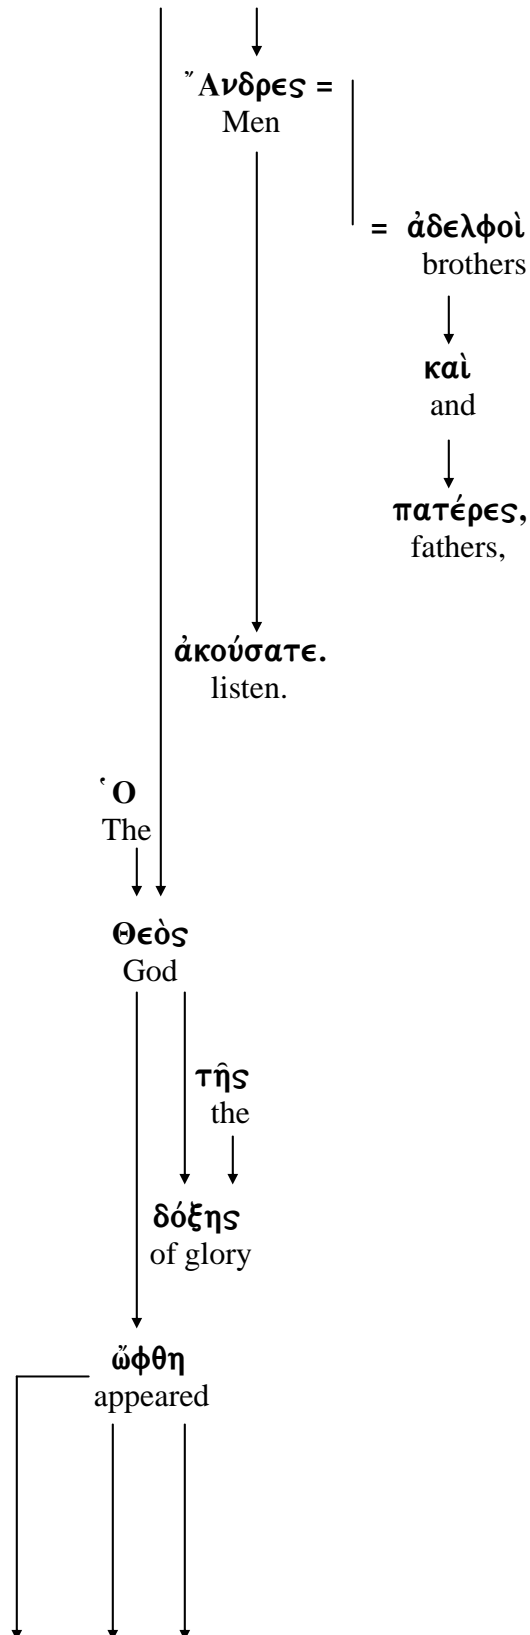 Ἄνδρες =
Men
= ἀδελφοὶ
brothers
καὶ
and
πατέρες,
fathers,
ἀκούσατε.
listen.
Ὁ
The
Θεὸς
God
τῆς
the
δόξης
of glory
ὤφθη
appeared